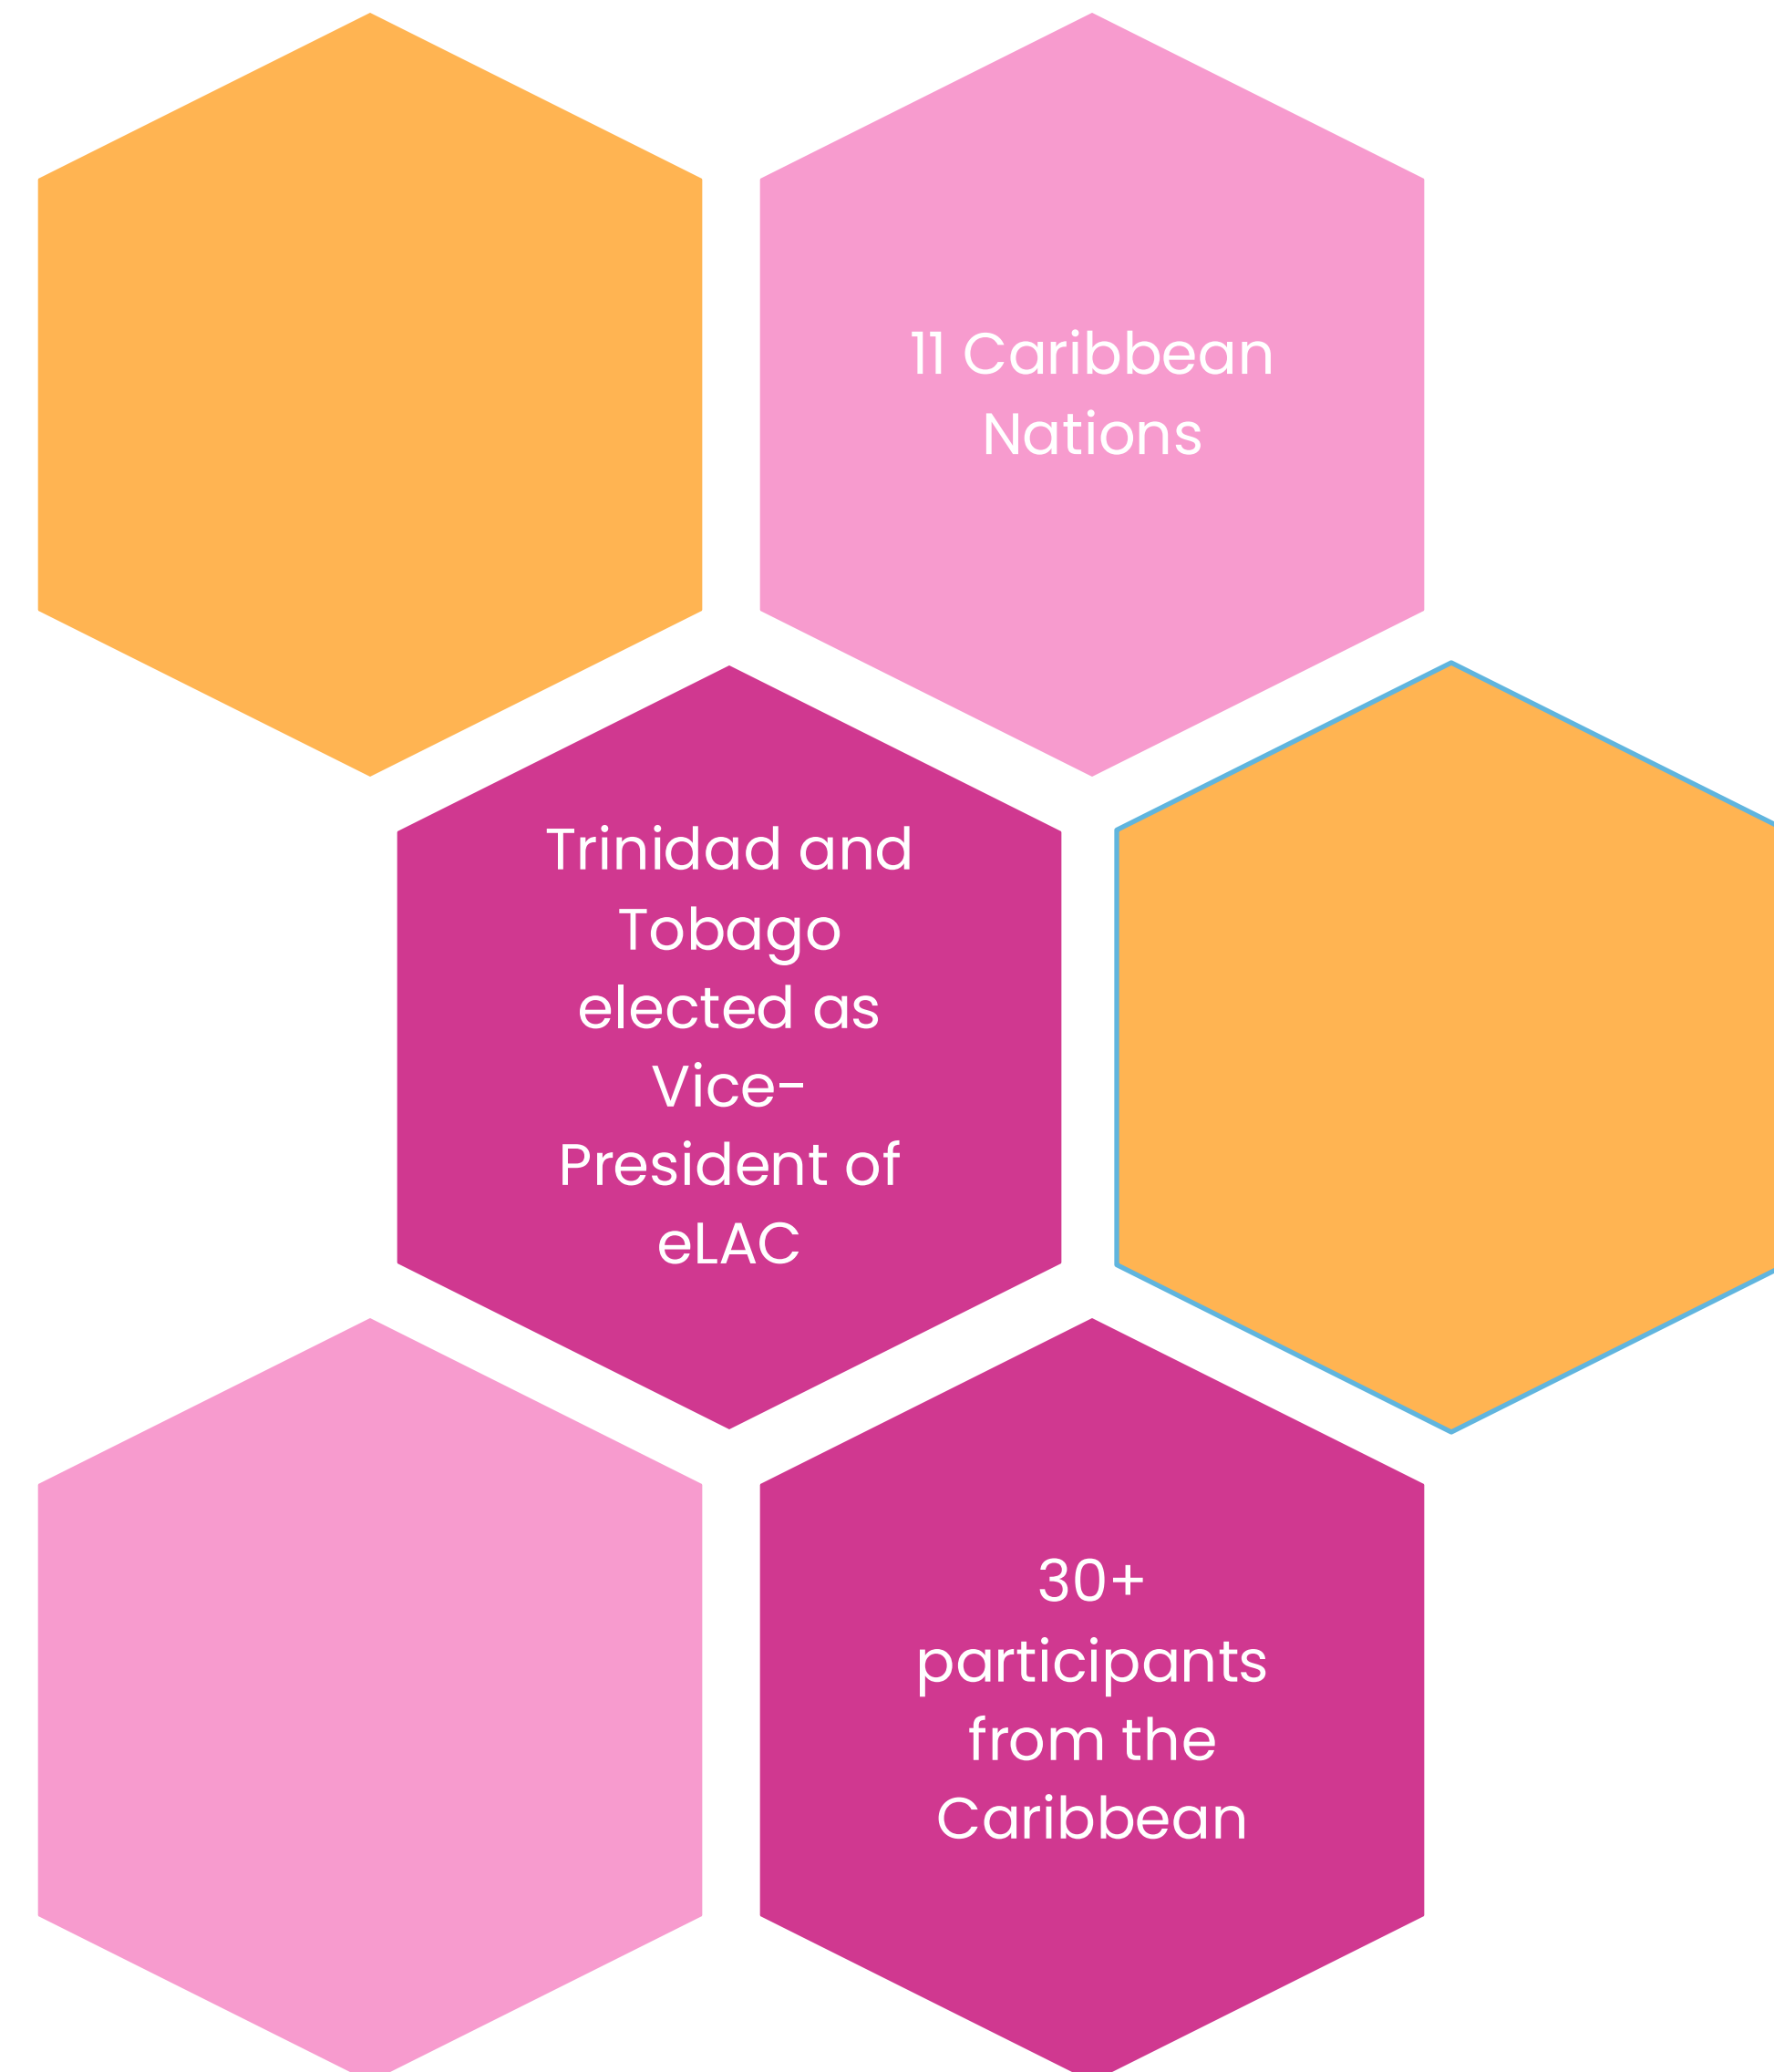 11 Caribbean
Nations
Trinidad and
Tobago
elected as
Vice-
President of
eLAC
30+
participants
from the
Caribbean